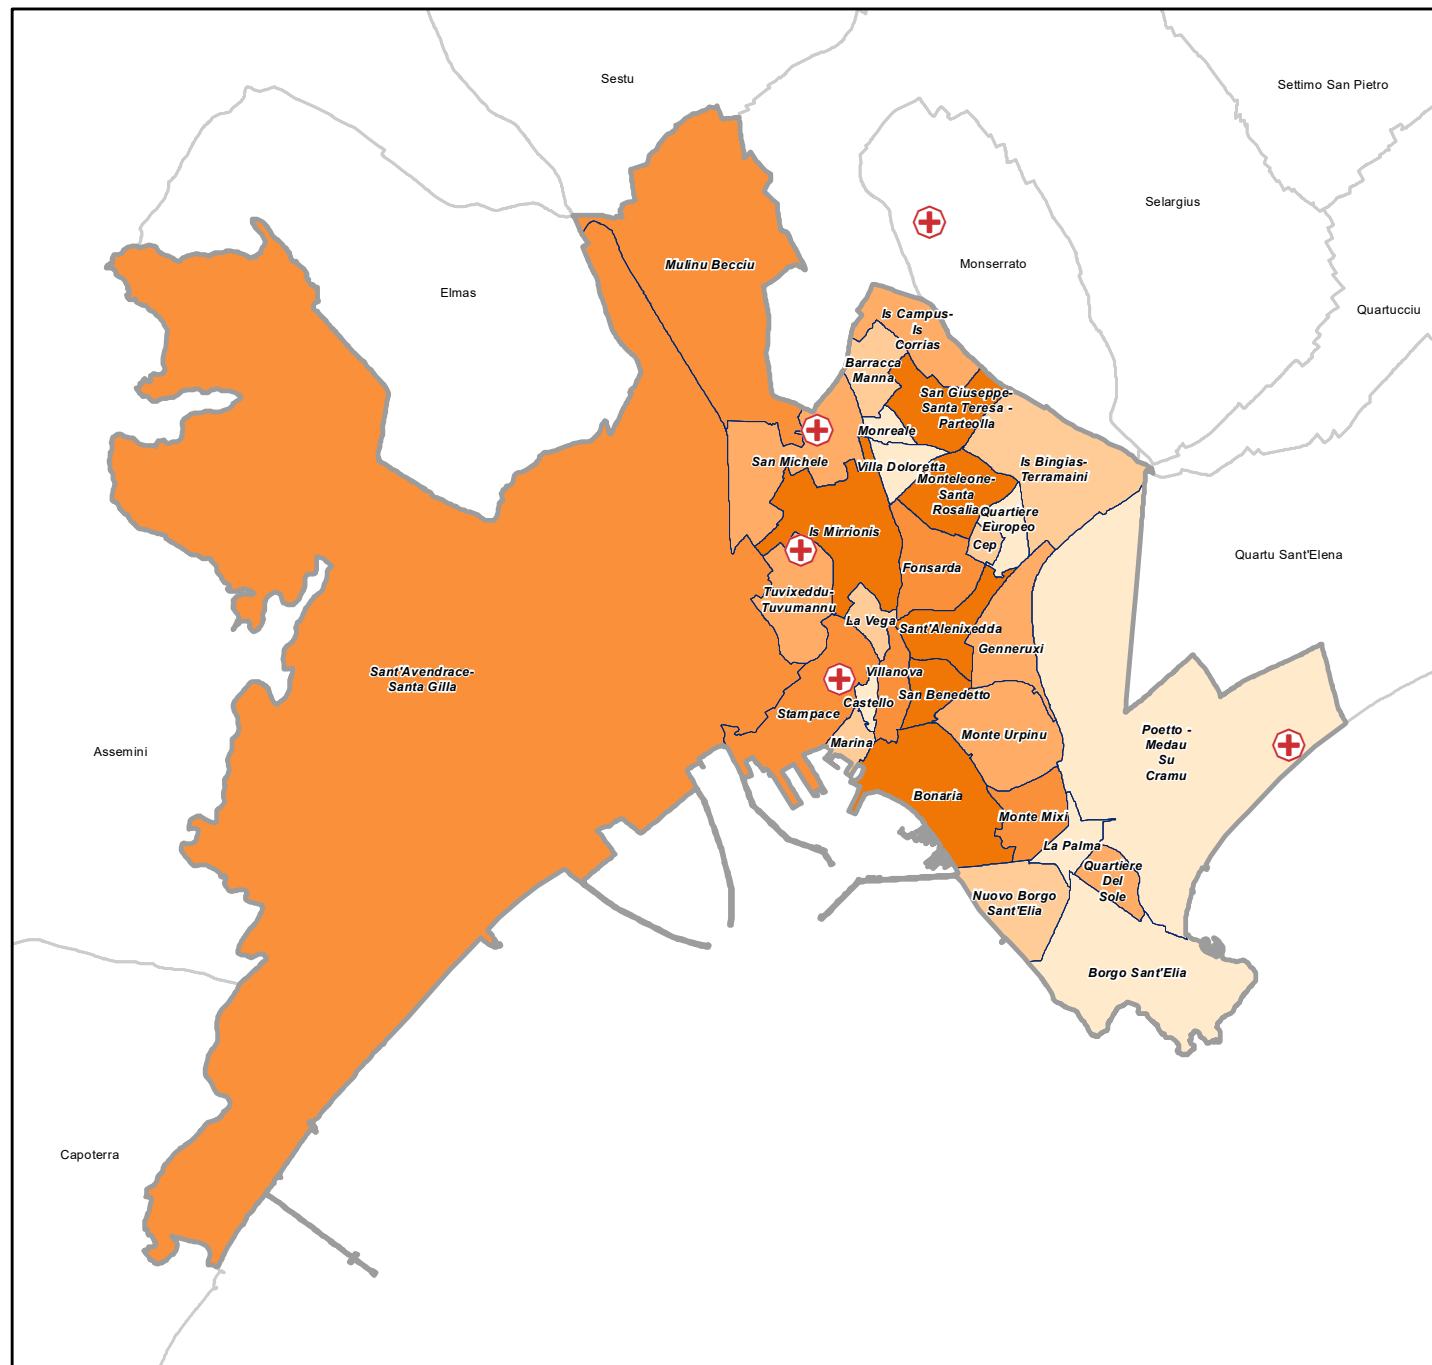 Sestu
Settimo San Pietro
Selargius
Monserrato
Mulinu Becciu
Elmas
Quartucciu
Is Campus-
Is
Corrias
Barracca
Manna
San Giuseppe-
Santa Teresa -
Parteolla
Monreale
San Michele
Villa Doloretta
Is Bingias-
Terramaini
Monteleone-
Santa
Rosalia
Quartiere
Europeo
Is Mirrionis
Cep
Quartu Sant'Elena
Fonsarda
Tuvixeddu-
Tuvumannu
La Vega
Sant'Alenixedda
Genneruxi
Sant'Avendrace-
Santa Gilla
Villanova
San Benedetto
Castello
Stampace
Marina
Monte Urpinu
Poetto -
Medau
Su
Cramu
Assemini
Bonaria
Monte Mixi
La Palma
Quartiere
Del
Sole
Nuovo Borgo
Sant'Elia
Borgo Sant'Elia
Capoterra